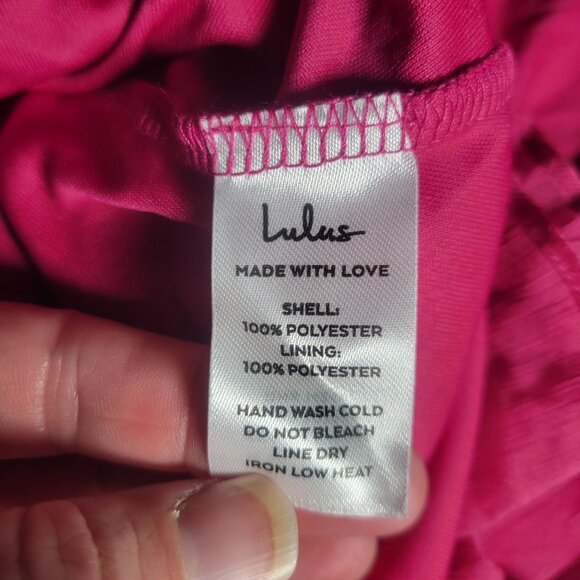 Lulus
MADE WITH LOVE
SHELL:
100% POLYESTER
LINING:
100% POLYESTER
HAND WASH COLD
DO NOT BLEACH
LINE DRY
IRON LOW HEAT